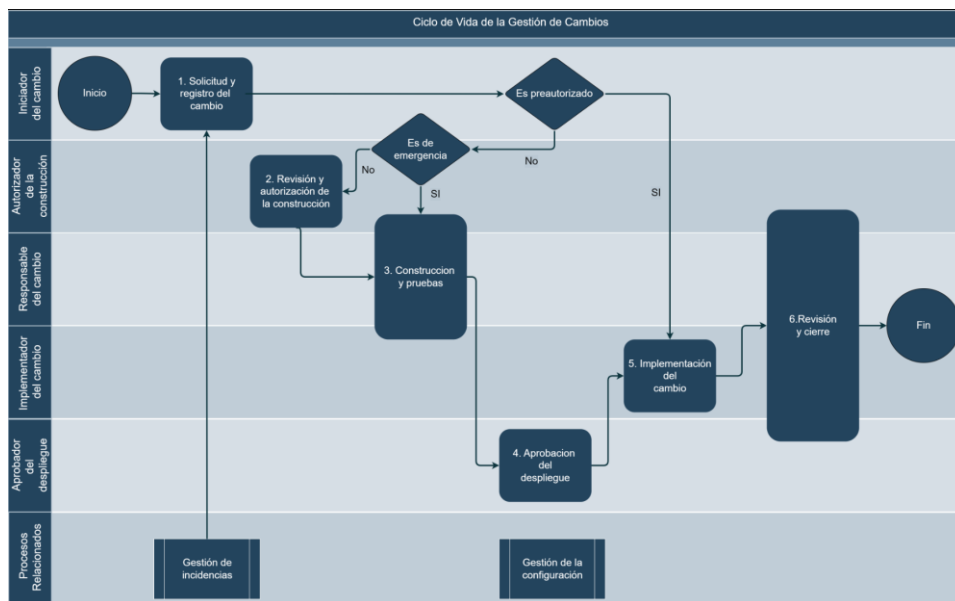 Ciclo de Vida de la Gestión de Cambios
Iniciador
del cambio
Inicio
1. Solicitud y
registro del
cambio
Es preautorizado
Es de
emergencia
No
No
SI
SI
Autorizador
de la
construcción
2. Revisión y
autorización de
la construcción
Responsable
del cambio
3. Construccion
y pruebas
6.Revisión
y cierre
Fin
Implementador
del cambio
5. Implementación
del
cambio
Aprobador
del
despliegue
4. Aprobacion
del
despliegue
Procesos
Relacionados
Gestión de
incidencias
Gestión de la
configuración